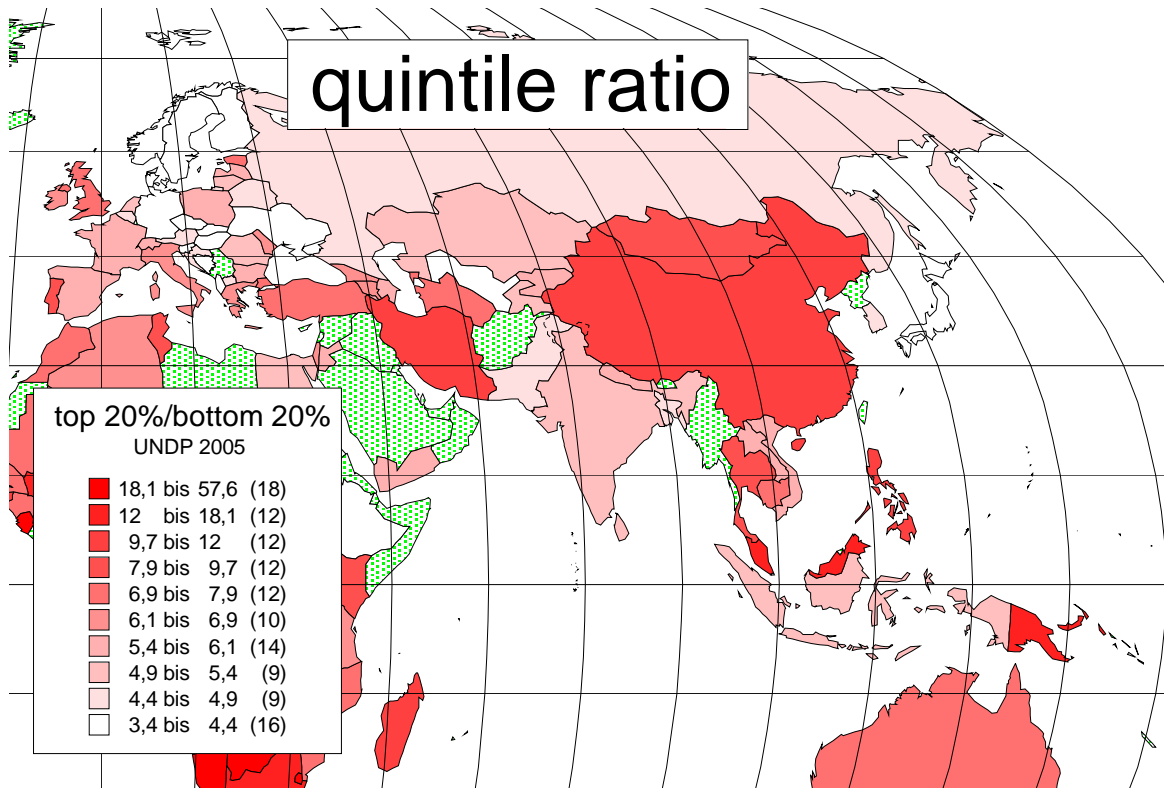 quintile ratio
top 20%/bottom 20%
UNDP 2005
18,1 bis 57,6 (18)
12 bis 18,1 (12)
9,7 bis 12 (12)
7,9 bis 9,7 (12)
6,9 bis 7,9 (12)
6,1 bis 6,9 (10)
5,4 bis 6,1 (14)
4,9 bis 5,4 (9)
4,4 bis 4,9 (9)
3,4 bis 4,4 (16)